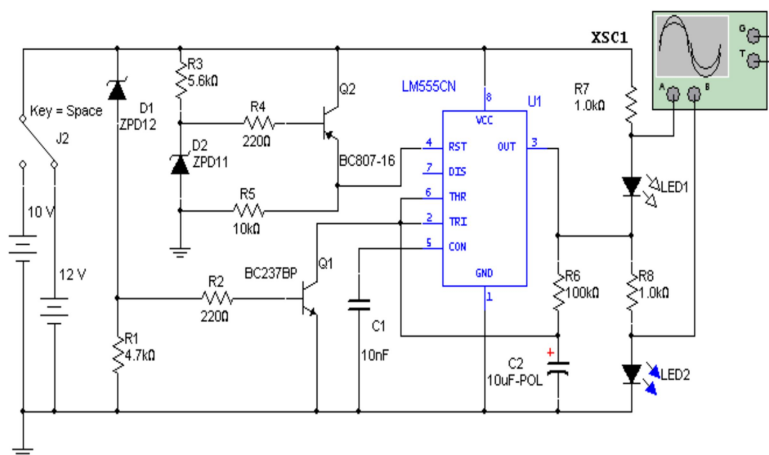 XSC1
G
T
A
B
R3
5.6kΩ
Q2
LM555CN
U1
R7
1.0kΩ
D1
ZPD12
Key = Space
J2
R4
220Ω
D2
ZPD11
BC807-16
8
VCC
4
RST
OUT
3
7
DIS
6
THR
2
TRI
5
CON
GND
1
LED1
R5
10kΩ
10 V
12 V
BC237BP
Q1
R2
220Ω
R6
100kΩ
R8
1.0kΩ
R1
4.7kΩ
C1
10nF
+
C2
10uF-POL
LED2